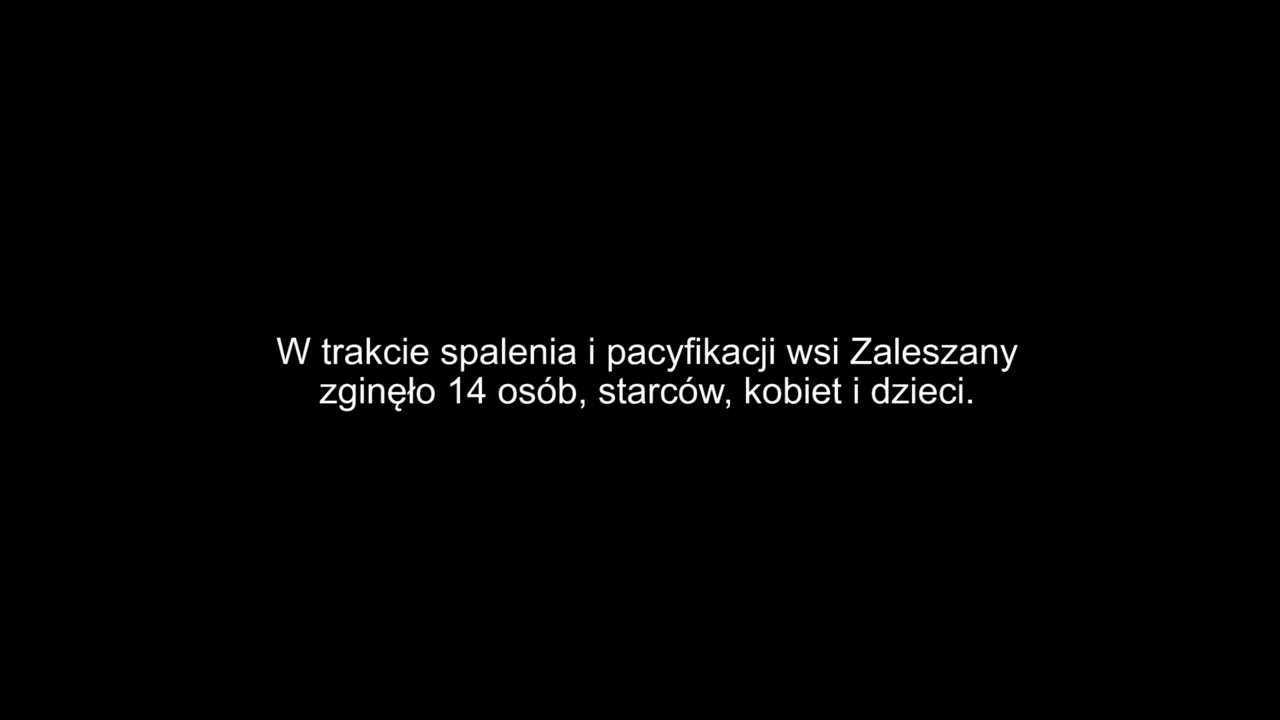 W trakcie spalenia i pacyfikacji wsi Zaleszany
zginęło 14 osób, starców, kobiet i dzieci.